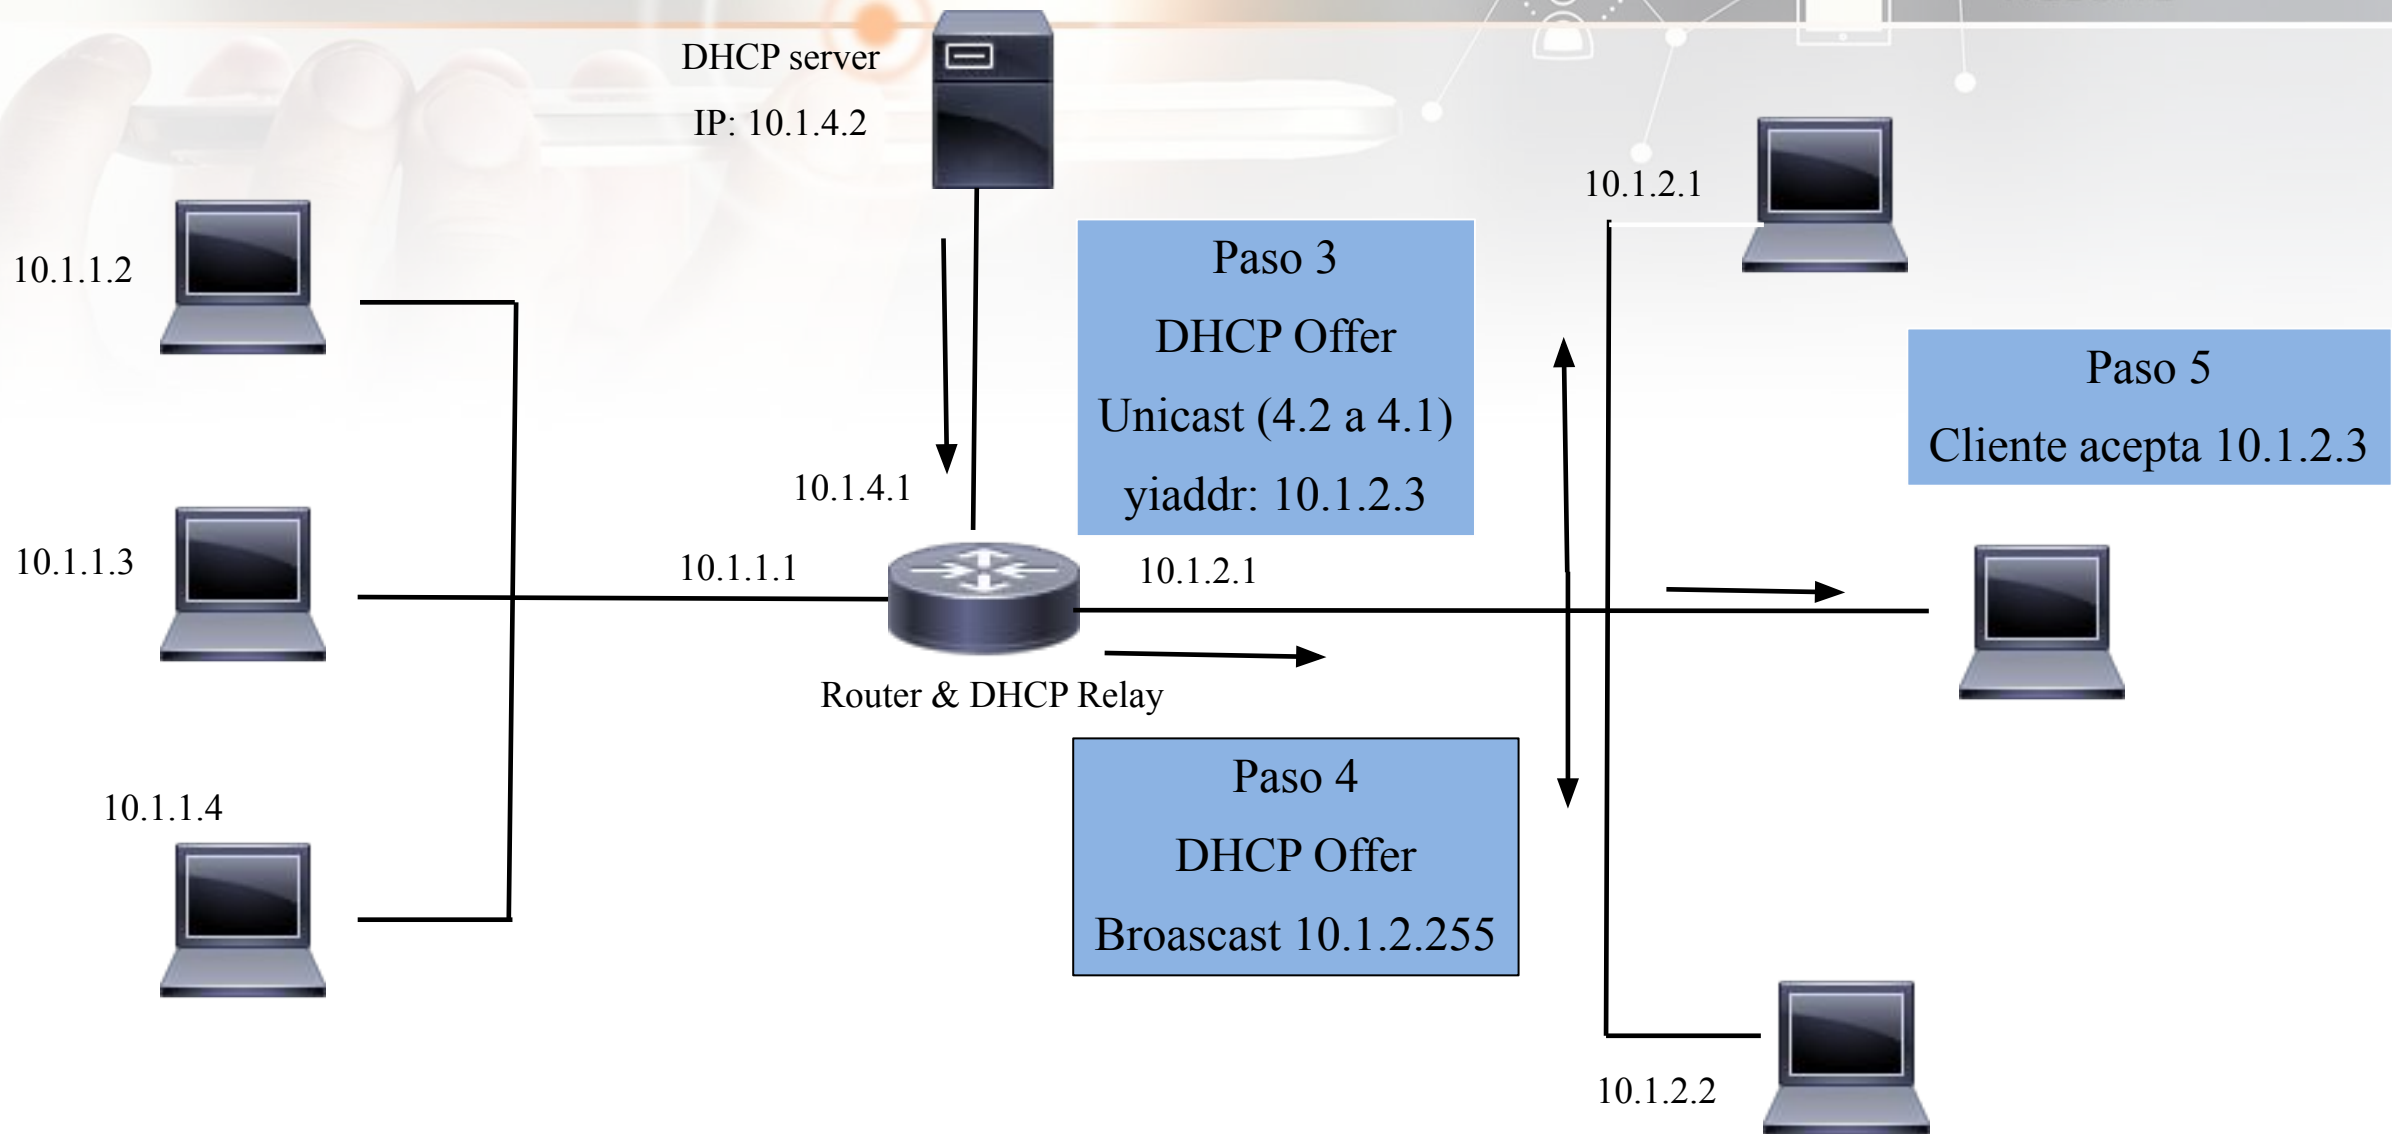 DHCP server
IP: 10.1.4.2
10.1.2.1
10.1.1.2
Paso 3
DHCP Offer
Unicast (4.2 a 4.1)
yiaddr: 10.1.2.3
Paso 5
Cliente acepta 10.1.2.3
10.1.4.1
10.1.1.3
10.1.1.1
10.1.2.1
Router & DHCP Relay
Paso 4
DHCP Offer
Broascast 10.1.2.255
10.1.1.4
10.1.2.2